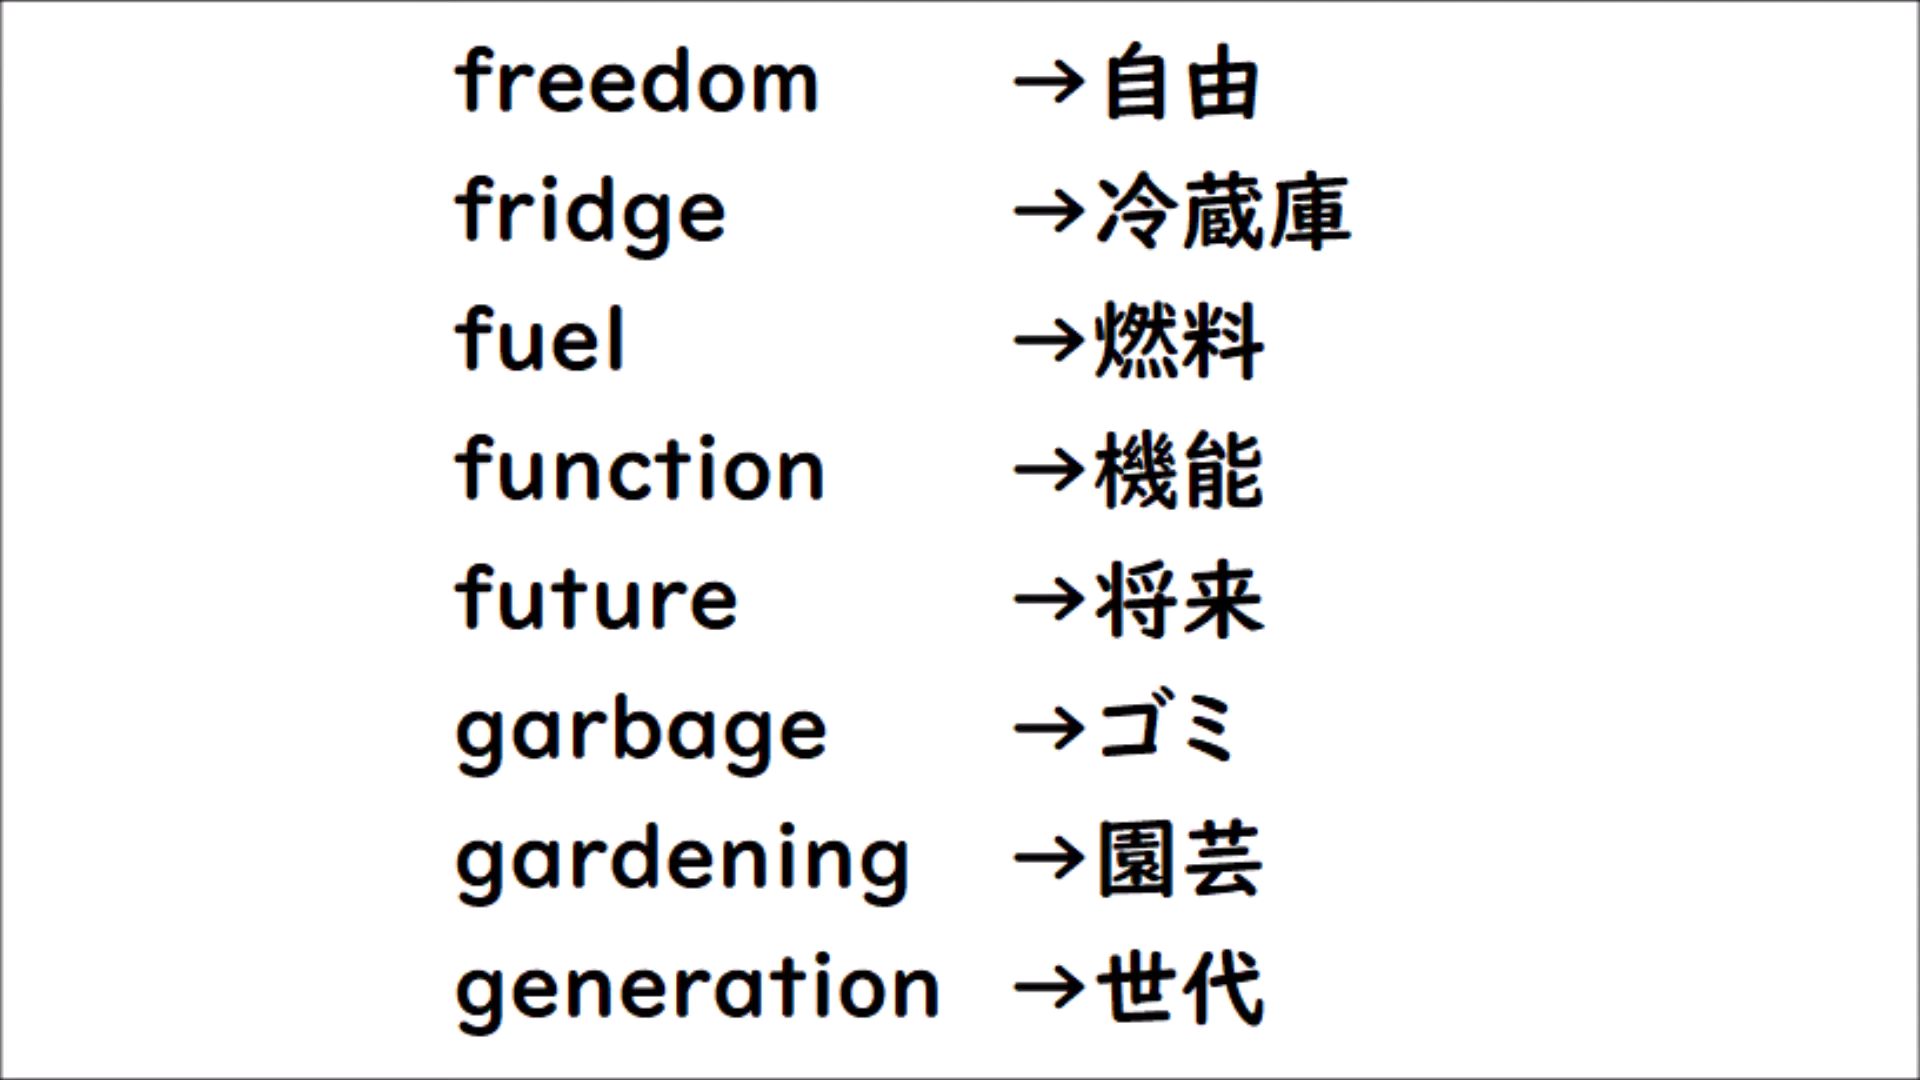 freedom →自由
fridge →冷蔵庫
fuel →燃料
function →機能
future →将来
garbage →ゴミ
gardening →園芸
generation →世代